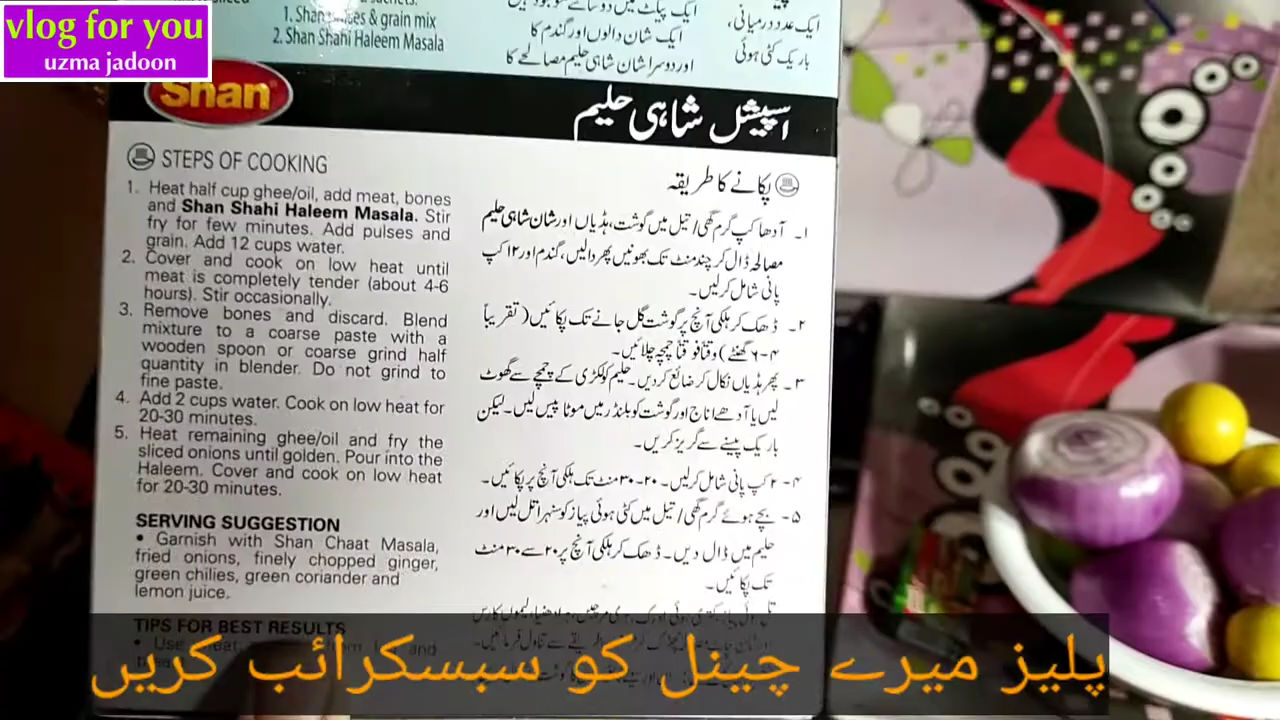 vlog for you
uzma jadoon
1. Shan & grain mix
2. Shan Shahi Haleem Masala
ایک پیکٹ میں دو
ایک شان دالوں اور گندم کا
اور دوسرا شان شاہی حلیم مصالحے کا
ایک عدد درمیانی،
باریک کٹی ہوئی
Shan
اسپیشل شاہی حلیم
STEPS OF COOKING
1. Heat half cup ghee/oil, add meat, bones
and Shan Shahi Haleem Masala. Stir
fry for few minutes. Add pulses and
grain. Add 12 cups water.
2. Cover and cook on low heat until
meat is completely tender (about 4-6
hours). Stir occasionally.
3. Remove bones and discard. Blend
mixture to a coarse paste with a
wooden spoon or coarse grind half
quantity in blender. Do not grind to
fine paste.
4. Add 2 cups water. Cook on low heat for
20-30 minutes.
5. Heat remaining ghee/oil and fry the
sliced onions until golden. Pour into the
Haleem. Cover and cook on low heat
for 20-30 minutes.
SERVING SUGGESTION
• Garnish with Shan Chaat Masala,
fried onions, finely chopped ginger,
green chilies, green coriander and
lemon juice.
TIPS FOR BEST RESULTS
پکانے کا طریقہ
۱۔ آدھا کپ گرم گھی/تیل میں گوشت، ہڈیاں اور شان شاہی حلیم
مصالحہ ڈال کر چند منٹ تک بھونیں پھر دالیں، گندم اور ۱۲ کپ
پانی شامل کرلیں۔
۲۔ ڈھک کر ہلکی آنچ پر گوشت گل جانے تک پکائیں (تقریباً
۴-۶ گھنٹے) وقتاً فوقتاً چمچہ چلائیں۔
۳۔ پھر ہڈیاں نکال کر ضائع کردیں۔ حلیم کو لکڑی کے چمچے سے گھوٹ
لیں یا آدھے اناج اور گوشت کو بلنڈر میں موٹا پیس لیں۔ لیکن
باریک پیسنے سے گریز کریں۔
۴۔ ۲ کپ پانی شامل کرلیں۔ ۲۰-۳۰ منٹ تک ہلکی آنچ پر پکائیں۔
۵۔ بچے ہوئے گرم گھی/تیل میں کٹی ہوئی پیاز کو سنہرا تل لیں اور
حلیم میں ڈال دیں۔ ڈھک کر ہلکی آنچ پر ۲۰ سے ۳۰ منٹ
تک پکائیں۔
پلیز میرے چینل کو سبسکرائب کریں